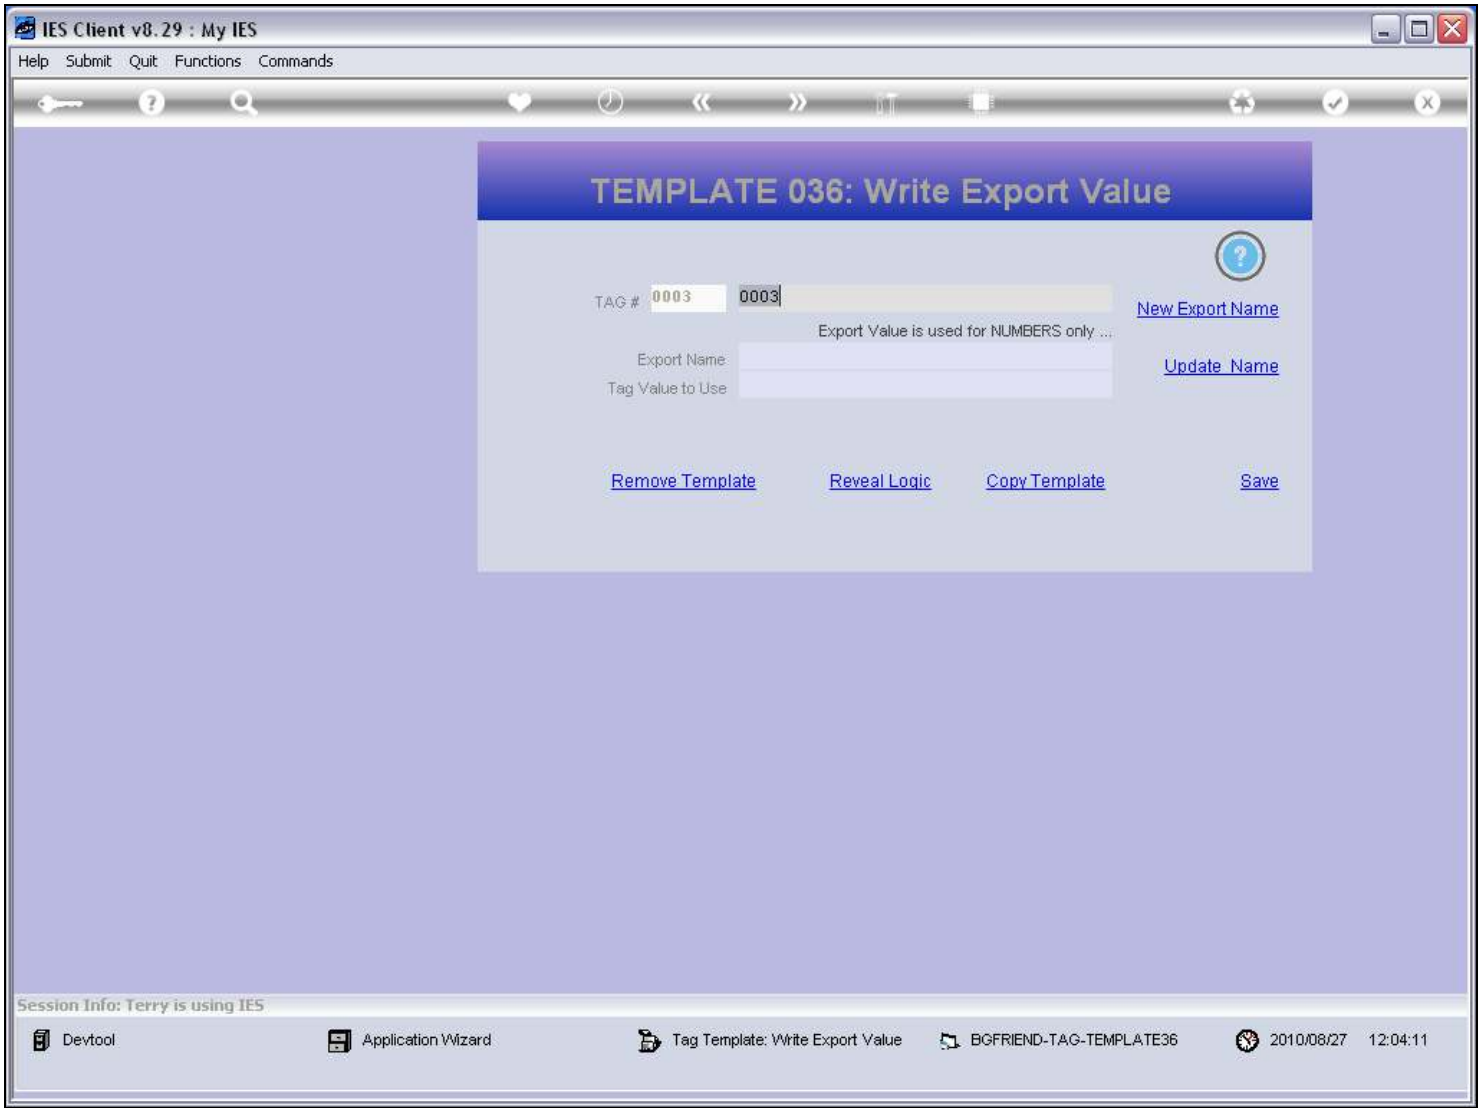 IES Client v8.29 : My IES
Help Submit Quit Functions Commands
TEMPLATE 036: Write Export Value
TAG # 0003 0003
New Export Name
Export Value is used for NUMBERS only ...
Export Name
Update Name
Tag Value to Use
Remove Template Reveal Logic Copy Template Save
Session Info: Terry is using IES
Devtool Application Wizard Tag Template: Write Export Value BGFRIEND-TAG-TEMPLATE36 2010/08/27 12:04:11